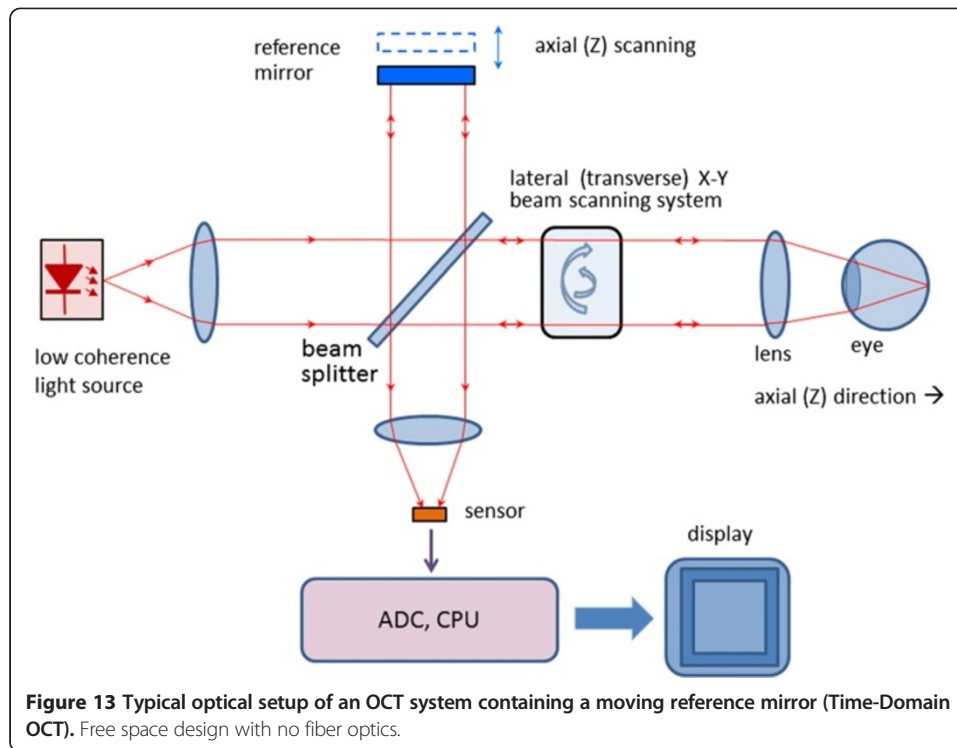 reference
mirror
axial (Z) scanning
lateral (transverse) X-Y
beam scanning system
low coherence
light source
beam
splitter
lens
eye
axial (Z) direction →
sensor
display
ADC, CPU
Figure 13 Typical optical setup of an OCT system containing a moving reference mirror (Time-Domain
OCT). Free space design with no fiber optics.